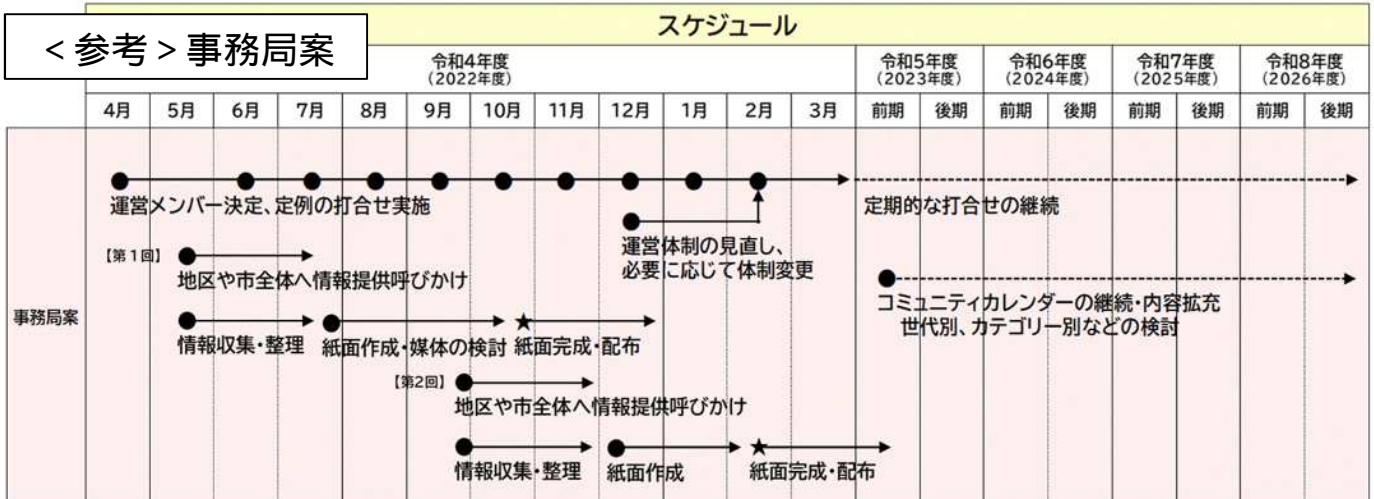 スケジュール
<参考>事務局案
令和4年度
(2022年度)
令和5年度
(2023年度)
令和6年度
(2024年度)
令和7年度
(2025年度)
令和8年度
(2026年度)
4月 5月 6月 7月 8月 9月 10月 11月 12月 1月 2月 3月 前期 後期 前期 後期 前期 後期 前期 後期
事務局案
運営メンバー決定、定例の打合せ実施
定期的な打合せの継続
運営体制の見直し、
必要に応じて体制変更
【第1回】
地区や市全体へ情報提供呼びかけ
コミュニティカレンダーの継続・内容拡充
世代別、カテゴリー別などの検討
情報収集・整理 紙面作成・媒体の検討 ★ 紙面完成・配布
【第2回】
地区や市全体へ情報提供呼びかけ
情報収集・整理 紙面作成 ★ 紙面完成・配布